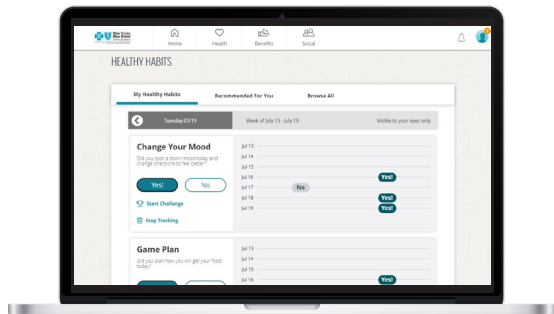 Blue Cross
Blue Shield
Home
Health
Benefits
Social
HEALTHY HABITS
My Healthy Habits
Recommended For You
Browse All
Tuesday 07/19
Week of July 13 - July 19
Visible to your eyes only
Change Your Mood
Did you spot a down mood today and
change directions to feel better?
Yes!
No
Start Challenge
Stop Tracking
Jul 13
Jul 14
Jul 15
Jul 16 Yes!
Jul 17 No
Jul 18 Yes!
Jul 19 Yes!
Game Plan
Did you plan how you will get your food
today?
Jul 13
Jul 14
Jul 15
Jul 16 Yes!